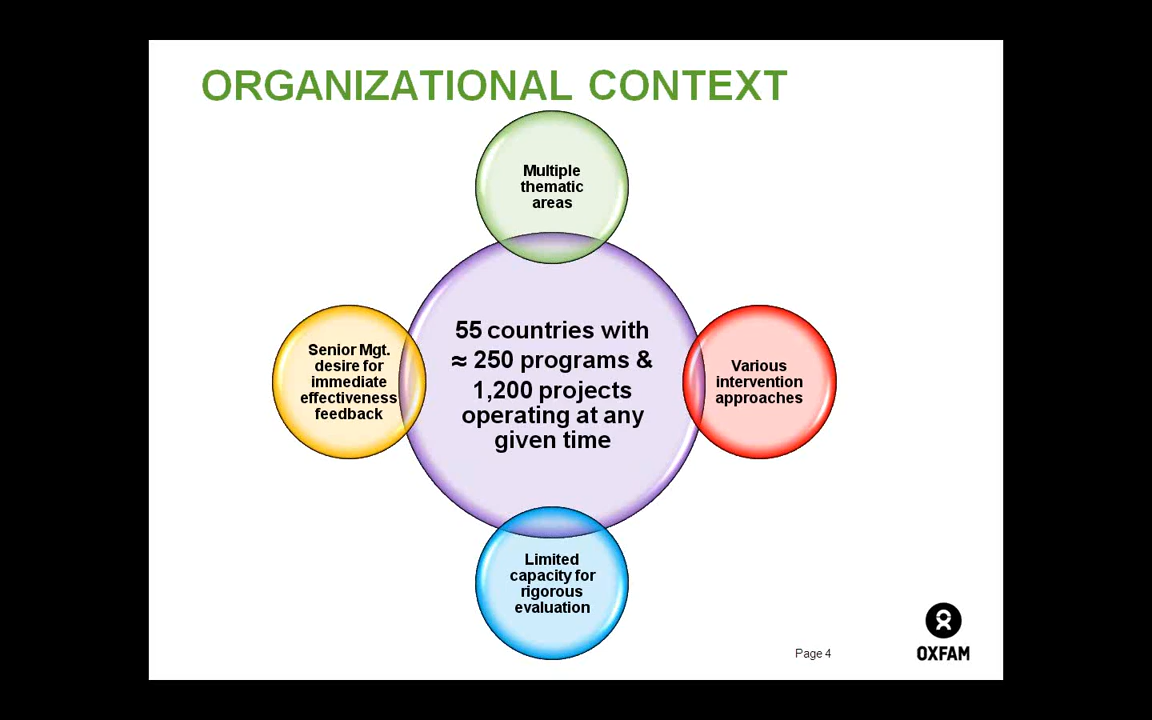 ORGANIZATIONAL CONTEXT
Multiple
thematic
areas
Senior Mgt.
desire for
immediate
effectiveness
feedback
55 countries with
≈ 250 programs &
1,200 projects
operating at any
given time
Various
intervention
approaches
Limited
capacity for
rigorous
evaluation
Page 4
OXFAM